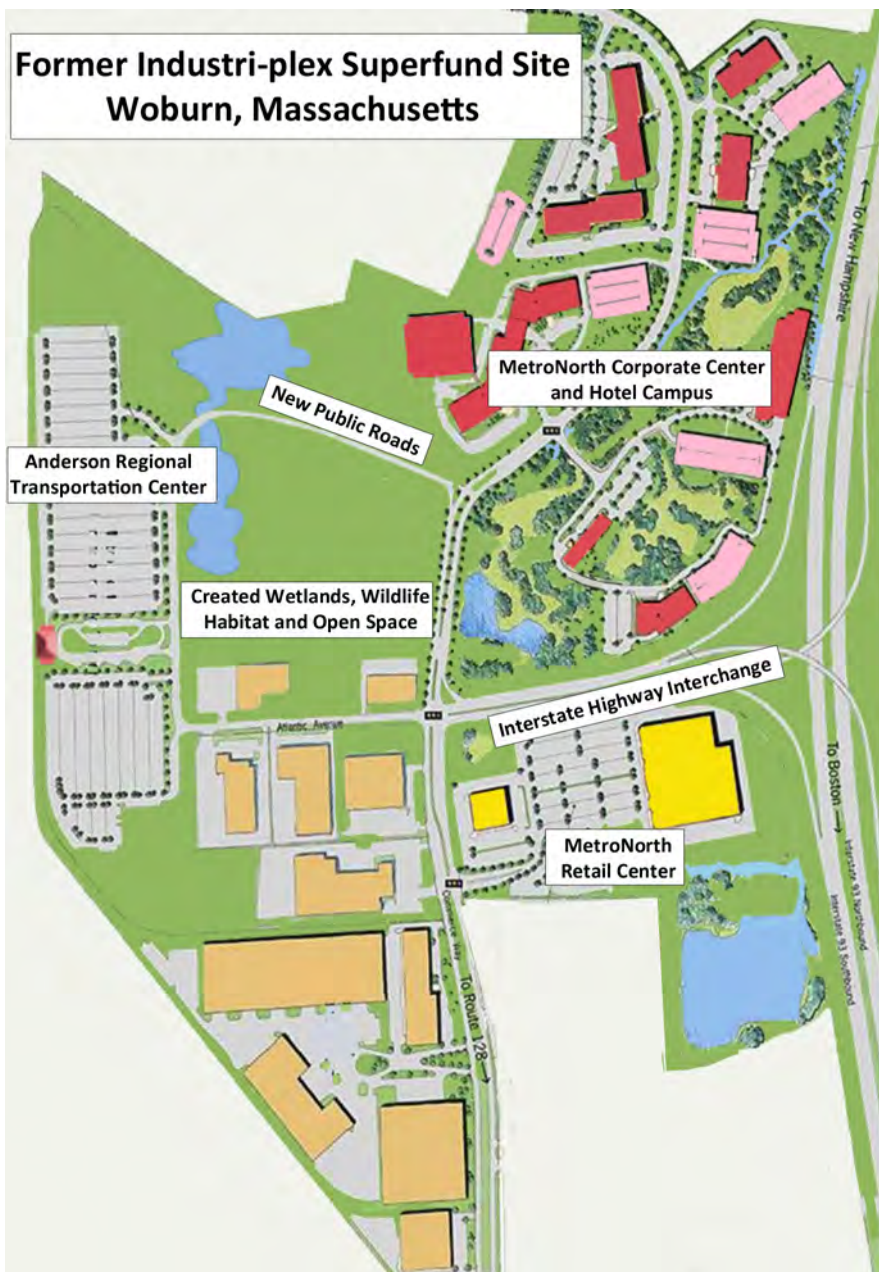 Former Industri-plex Superfund Site
Woburn, Massachusetts
To New Hampshire
MetroNorth Corporate Center
and Hotel Campus
New Public Roads
Anderson Regional
Transportation Center
Created Wetlands, Wildlife
Habitat and Open Space
Interstate Highway Interchange
Atlantic Avenue
To Boston
MetroNorth
Retail Center
Interstate 93 Northbound
Interstate 93 Southbound
Commerce Way
To Route 128